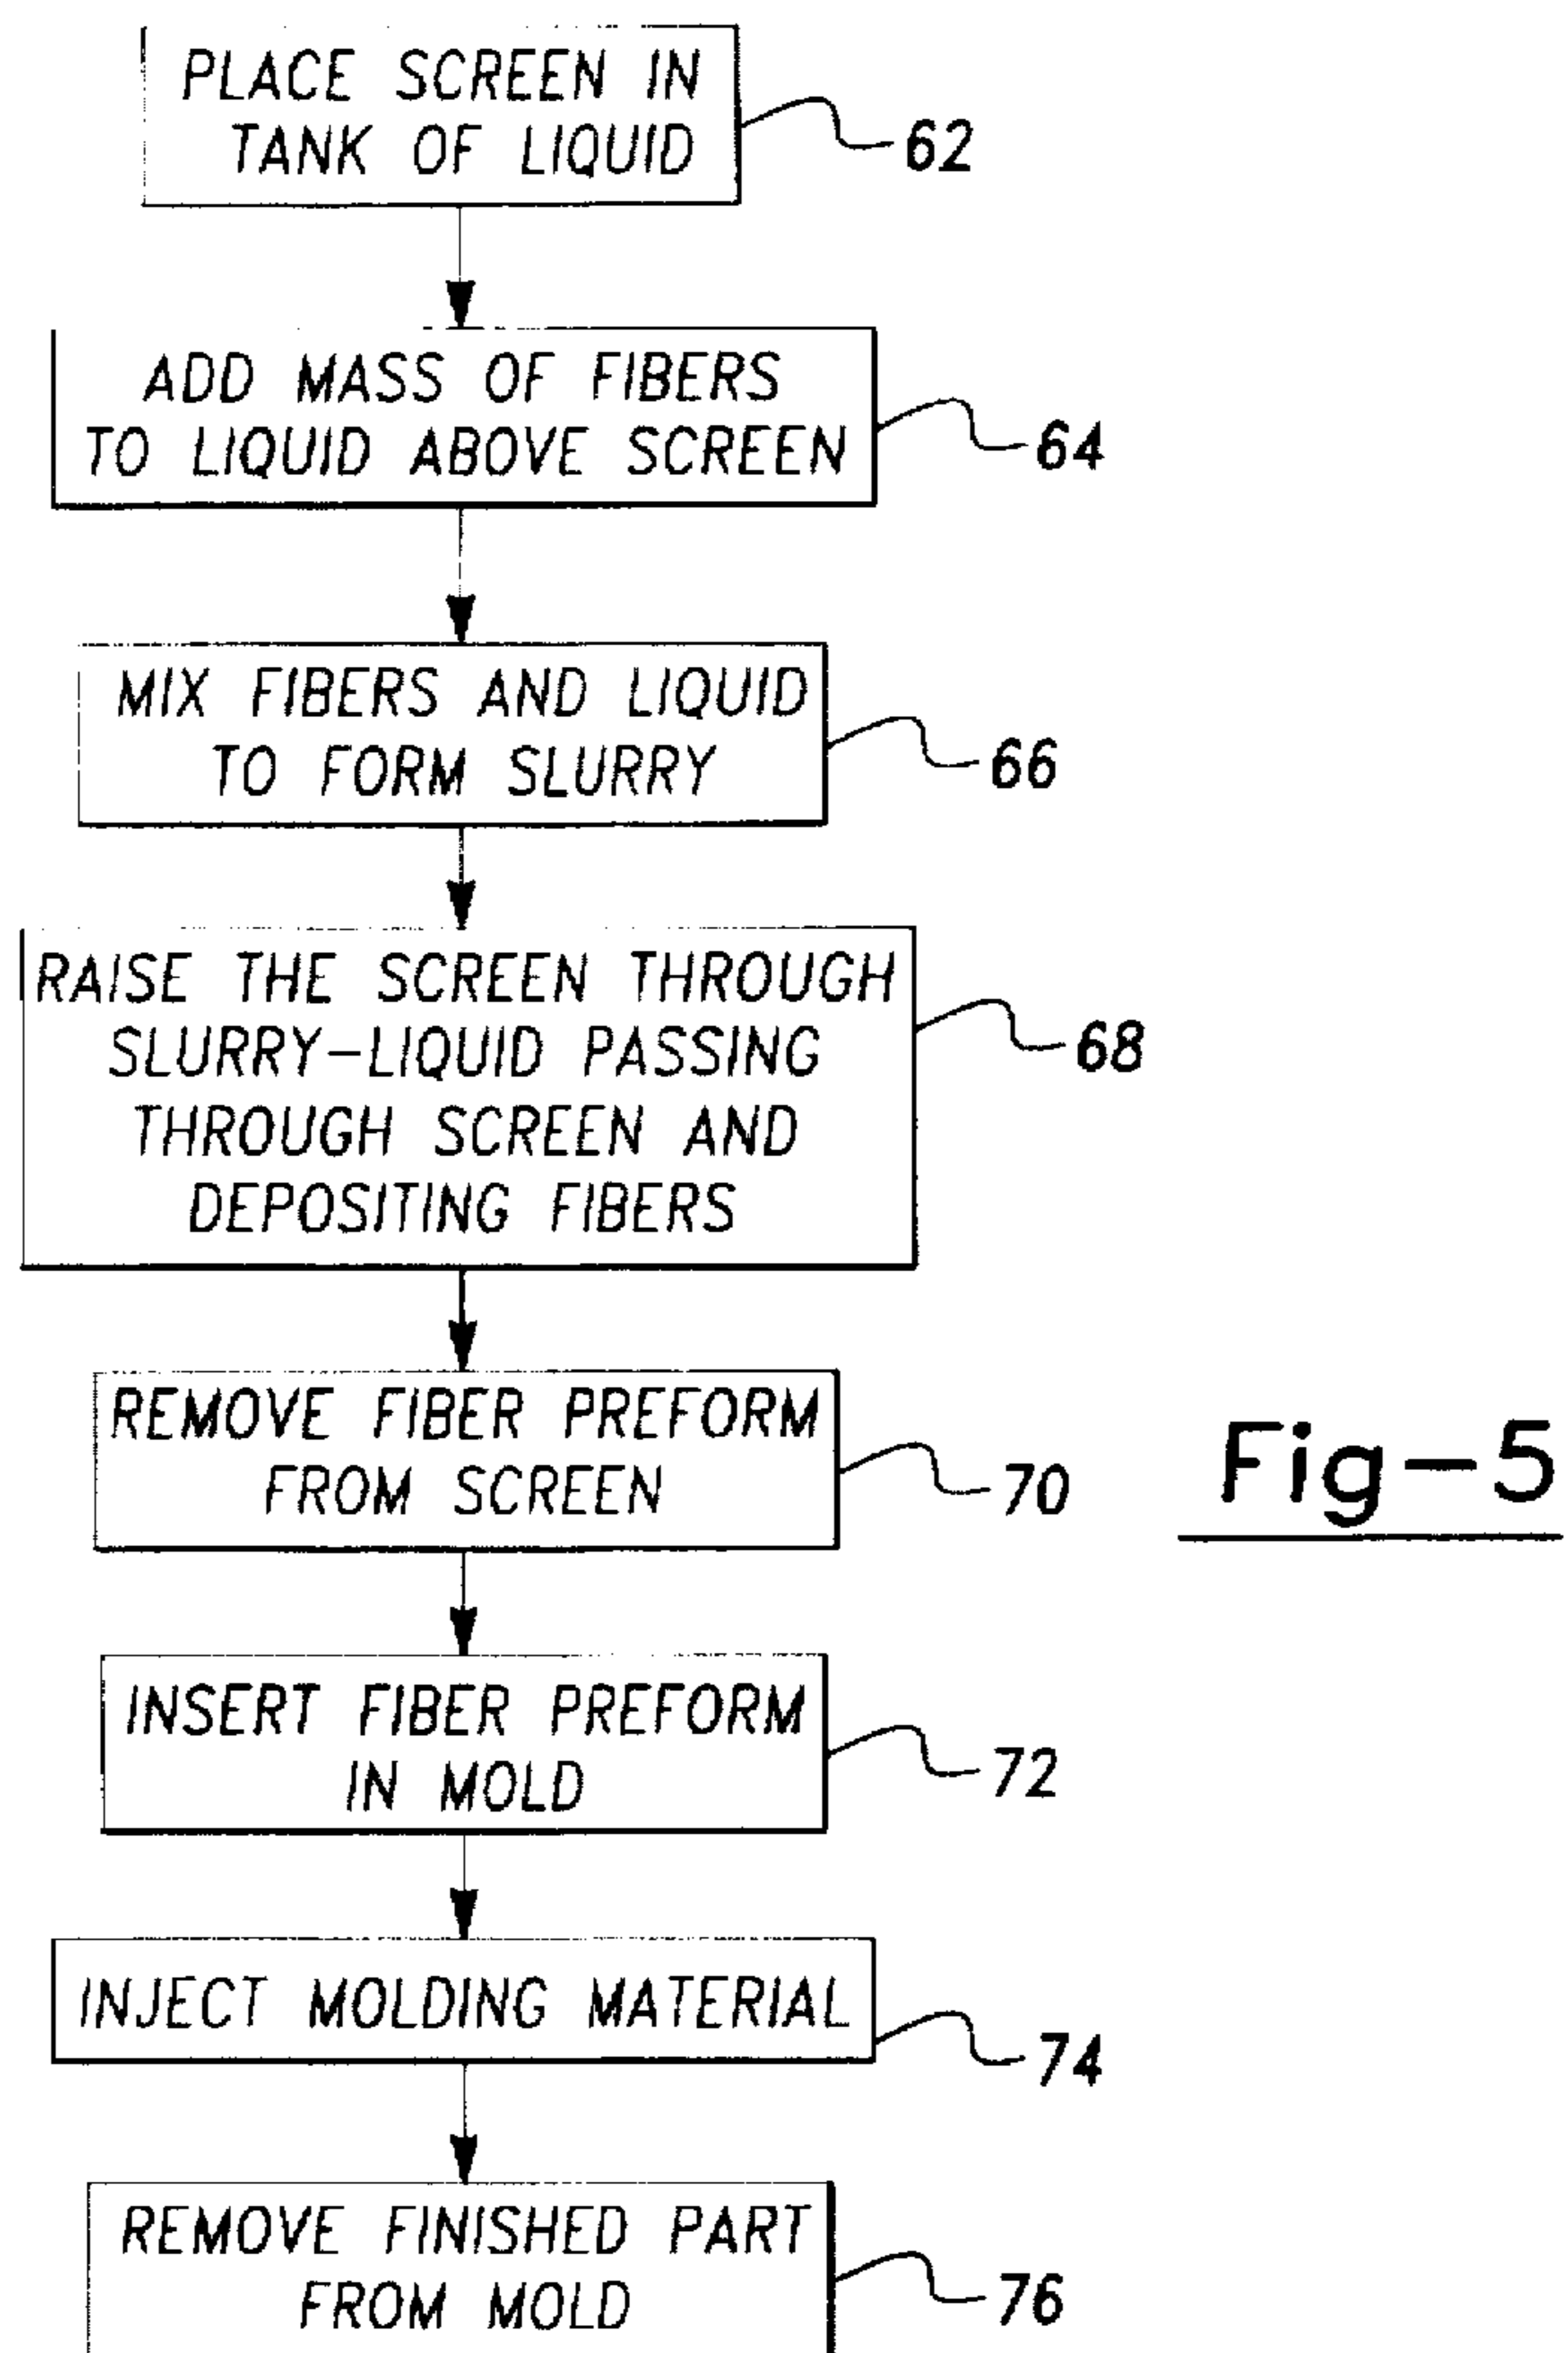 PLACE SCREEN IN
TANK OF LIQUID
62
ADD MASS OF FIBERS
TO LIQUID ABOVE SCREEN
64
MIX FIBERS AND LIQUID
TO FORM SLURRY
66
RAISE THE SCREEN THROUGH
SLURRY-LIQUID PASSING
THROUGH SCREEN AND
DEPOSITING FIBERS
68
REMOVE FIBER PREFORM
FROM SCREEN
70
Fig-5
INSERT FIBER PREFORM
IN MOLD
72
INJECT MOLDING MATERIAL
74
REMOVE FINISHED PART
FROM MOLD
76